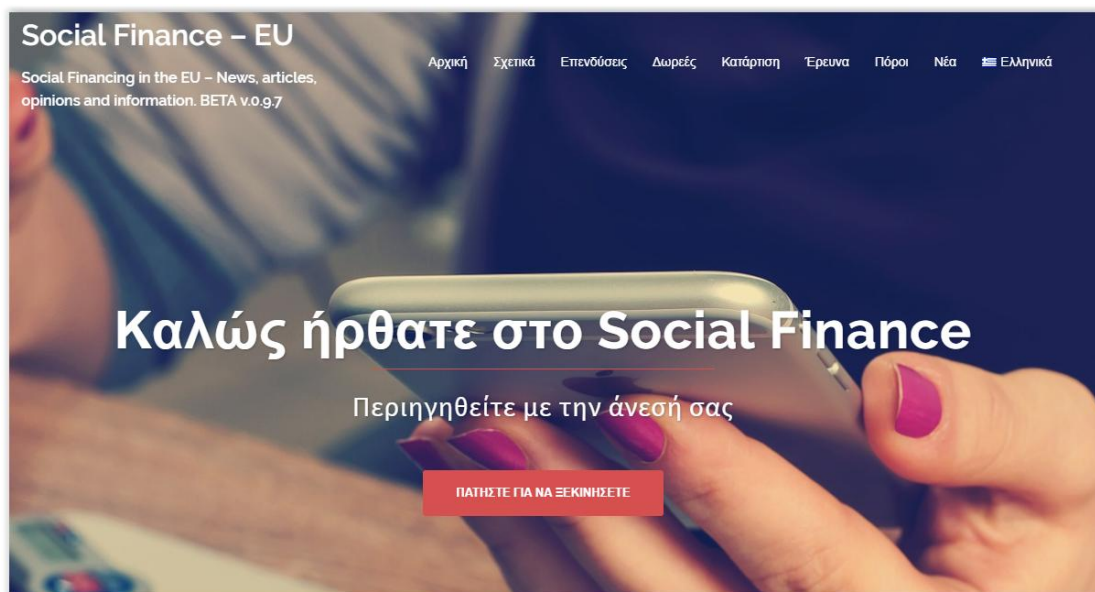 Social Finance – EU
Social Financing in the EU – News, articles,
opinions and information. BETA v.0.9.7
Αρχική Σχετικά Επενδύσεις Δωρεές Κατάρτιση Έρευνα Πόροι Νέα Ελληνικά
Καλώς ήρθατε στο Social Finance
Περιηγηθείτε με την άνεσή σας
ΠΑΤΗΣΤΕ ΓΙΑ ΝΑ ΞΕΚΙΝΗΣΕΤΕ